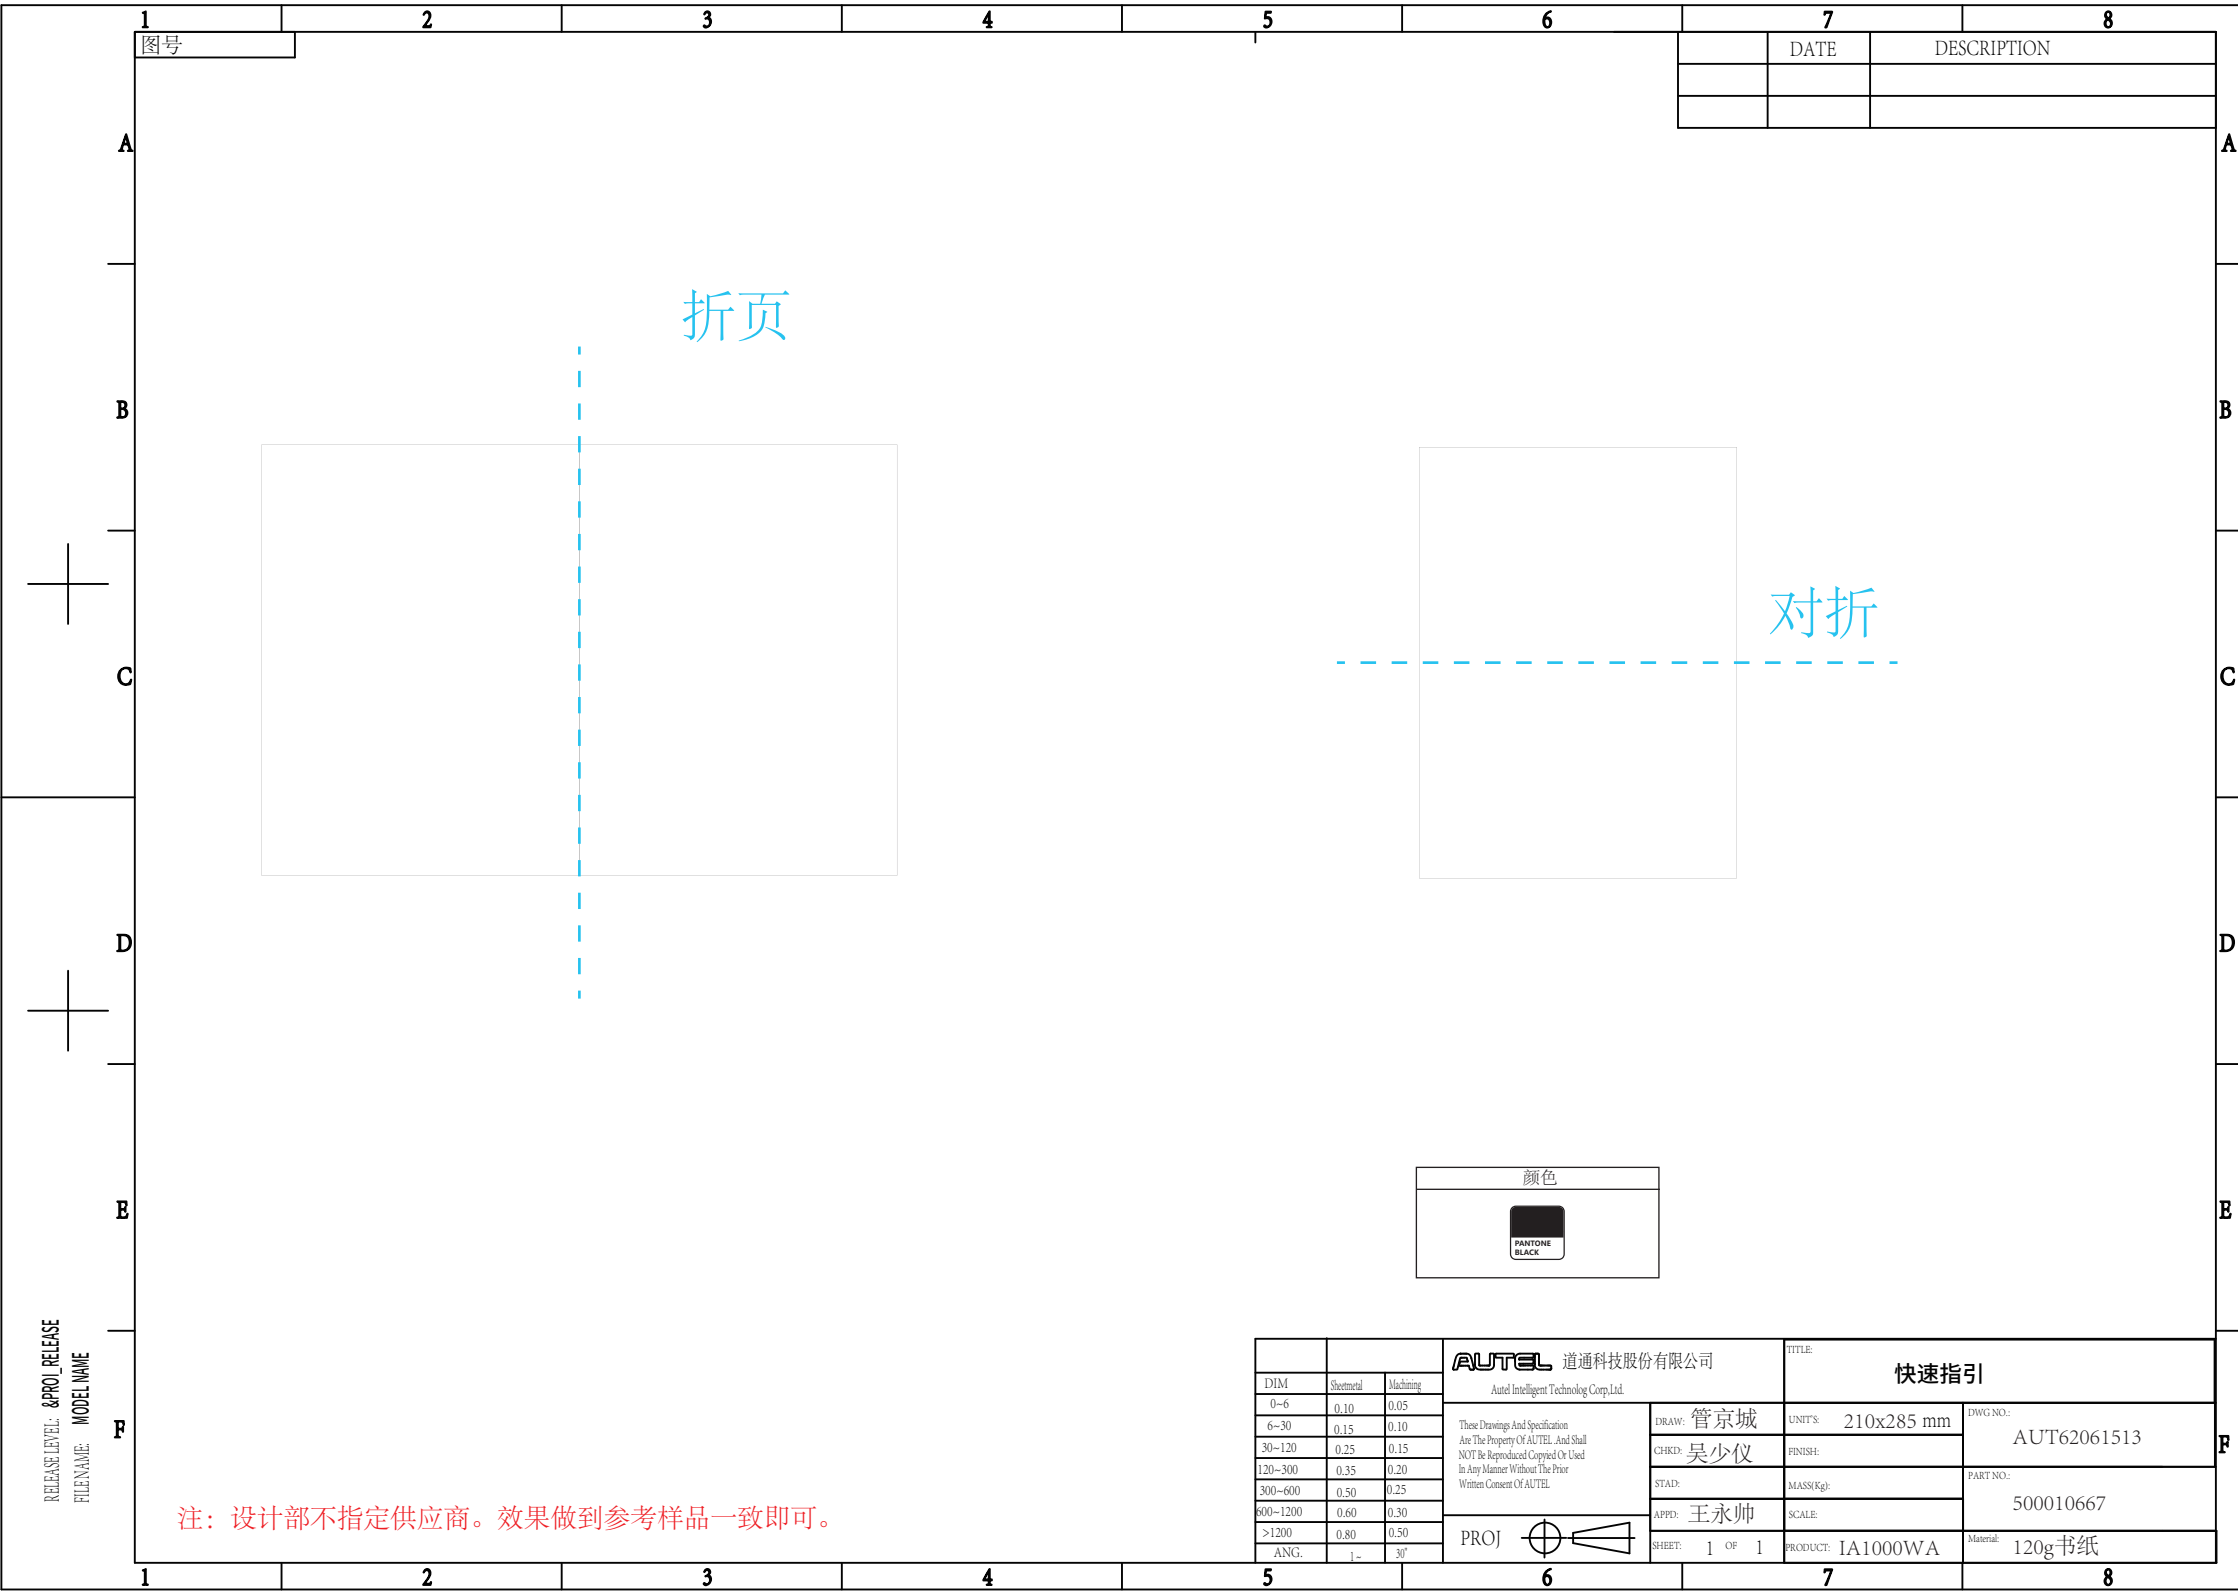 1 2 3 4 5 6 7 8
图号
DATE DESCRIPTION
A A
折页
B B
对折
C C
D D
颜色
E E
PANTONE
BLACK
RELEASE LEVEL: &PROJ_RELEASE
FILENAME: MODEL NAME
F F
注：设计部不指定供应商。效果做到参考样品一致即可。
DIM Sheetmetal Machining
0~6 0.10 0.05
6~30 0.15 0.10
30~120 0.25 0.15
120~300 0.35 0.20
300~600 0.50 0.25
600~1200 0.60 0.30
>1200 0.80 0.50
ANG. 1~ 30"
AUTEL 道通科技股份有限公司
Autel Intelligent Technolog Corp,Ltd.
These Drawings And Specification
Are The Property Of AUTEL .And Shall
NOT Be Reproduced Copyied Or Used
In Any Manner Without The Prior
Written Consent Of AUTEL
PROJ
DRAW: 管京城
CHKD: 吴少仪
STAD:
APPD: 王永帅
SHEET: 1 OF 1
TITLE:
快速指引
UNIT'S: 210x285 mm
FINISH:
MASS(Kg):
SCALE:
PRODUCT: IA1000WA
DWG NO.:
AUT62061513
PART NO.:
500010667
Material: 120g书纸
1 2 3 4 5 6 7 8